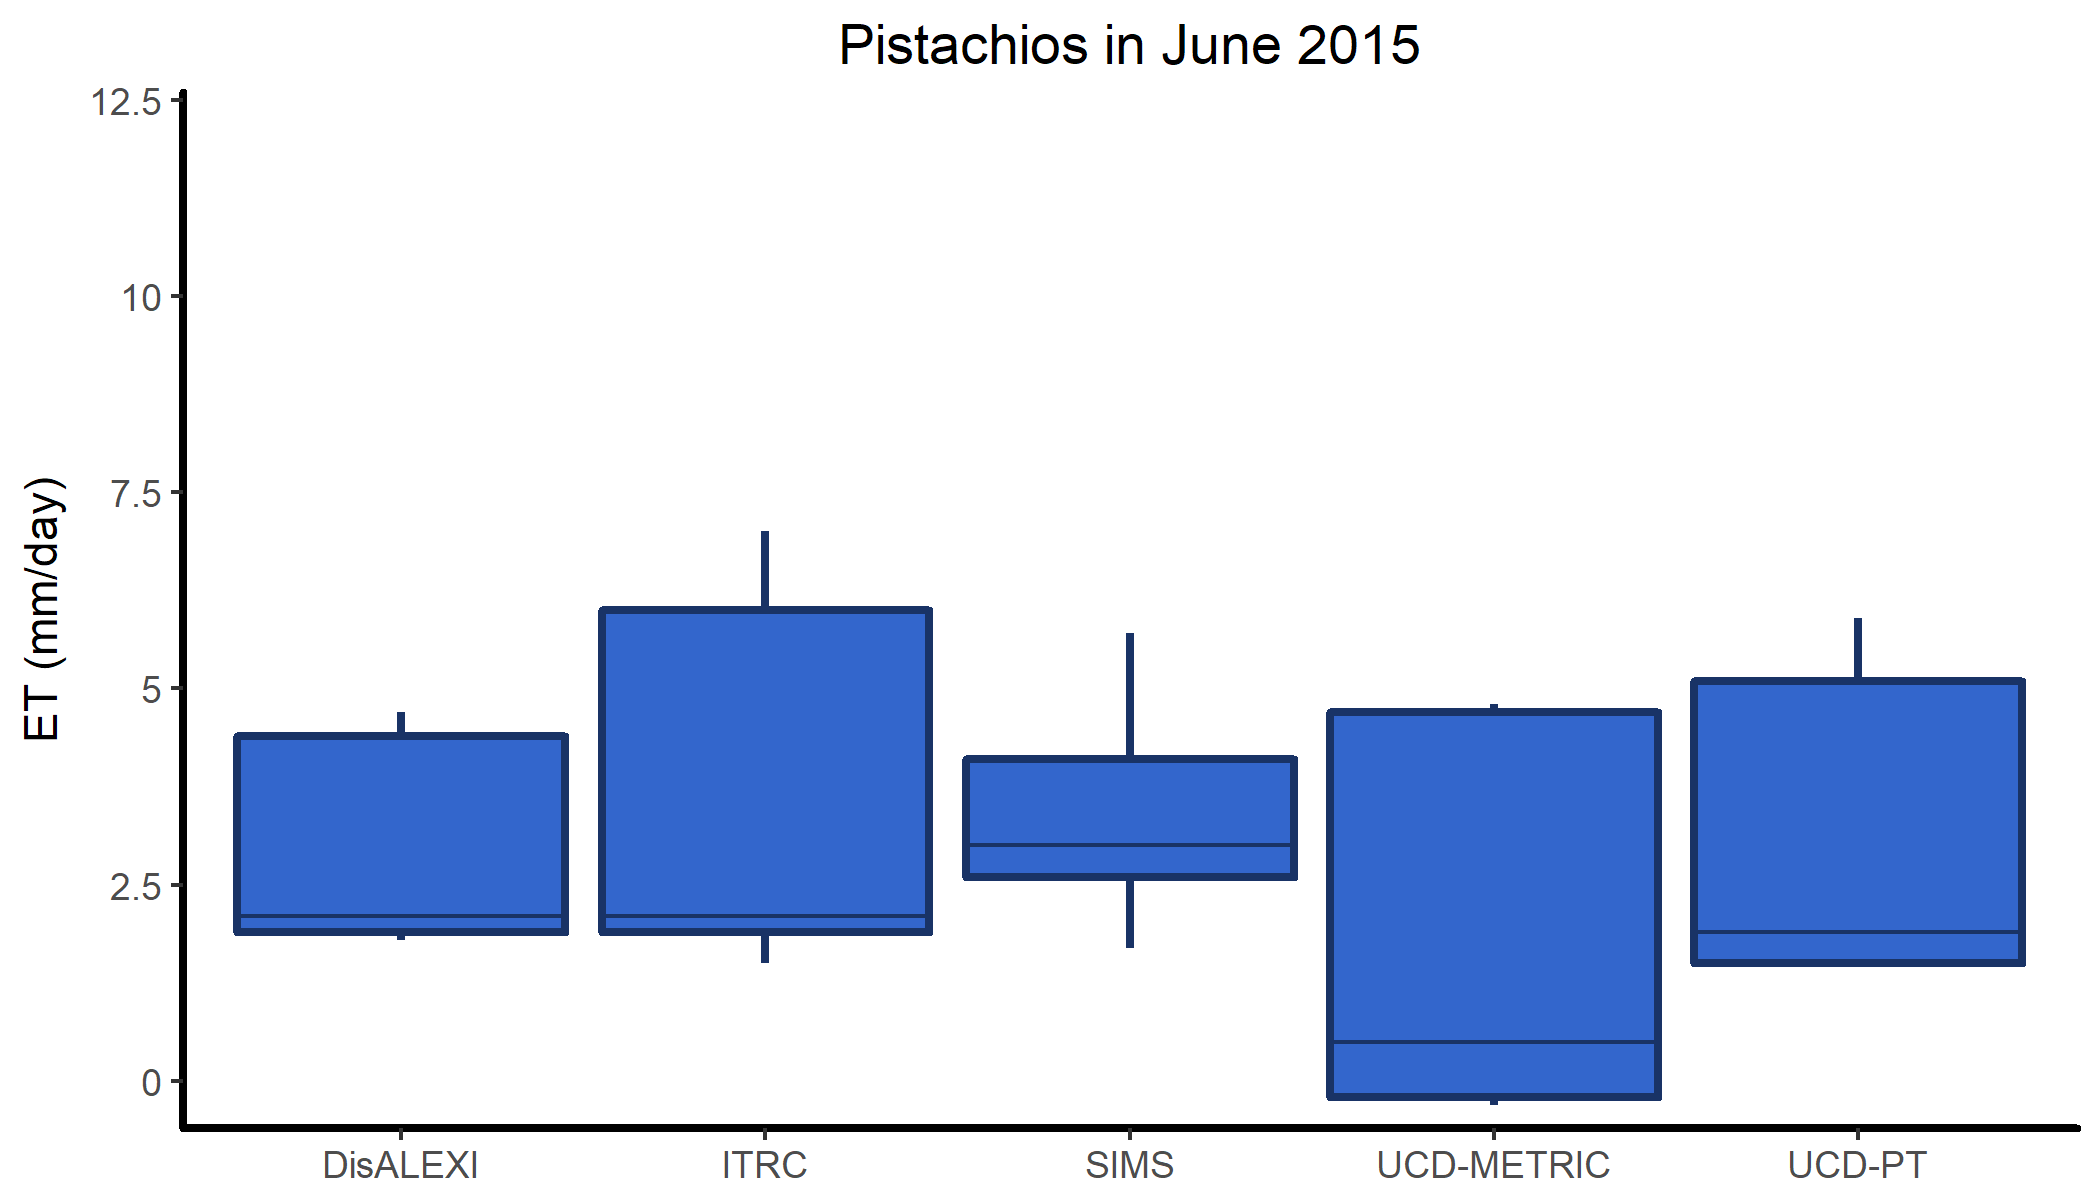 Pistachios in June 2015
12.5
10
7.5
5
2.5
0
ET (mm/day)
DisALEXI ITRC SIMS UCD-METRIC UCD-PT